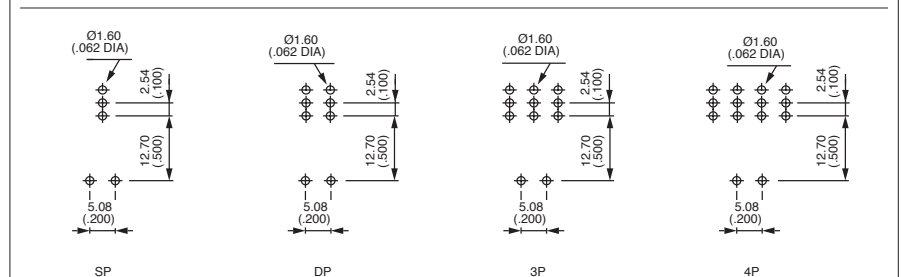 Ø1.60
(.062 DIA)
2.54
(.100)
12.70
(.500)
5.08
(.200)
SP
Ø1.60
(.062 DIA)
2.54
(.100)
12.70
(.500)
5.08
(.200)
DP
Ø1.60
(.062 DIA)
2.54
(.100)
12.70
(.500)
5.08
(.200)
3P
Ø1.60
(.062 DIA)
2.54
(.100)
12.70
(.500)
5.08
(.200)
4P